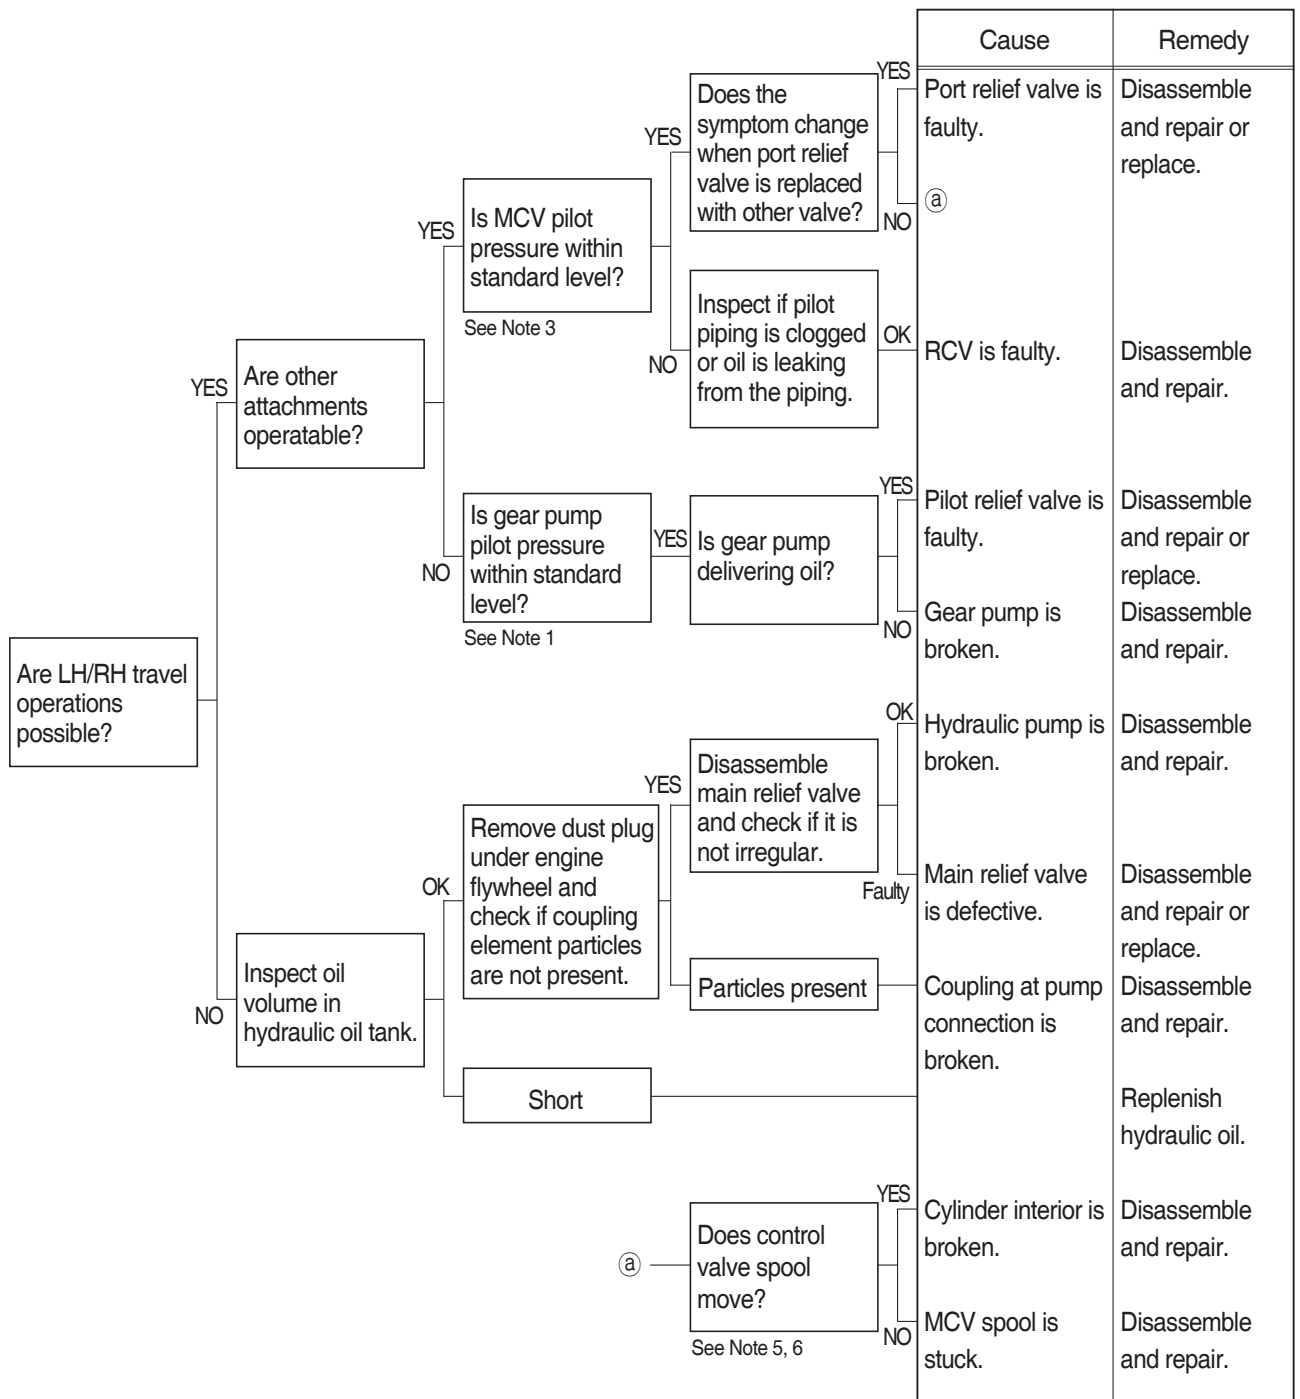 Cause
Remedy
YES
Does the
symptom change
when port relief
valve is replaced
with other valve?
NO
Port relief valve is
faulty.
Disassemble
and repair or
replace.
ⓐ
YES
Is MCV pilot
pressure within
standard level?
See Note 3
YES
NO
Inspect if pilot
piping is clogged
or oil is leaking
from the piping.
OK
RCV is faulty.
Disassemble
and repair.
YES
Are other
attachments
operatable?
NO
Is gear pump
pilot pressure
within standard
level?
See Note 1
YES
Is gear pump
delivering oil?
YES
Pilot relief valve is
faulty.
Disassemble
and repair or
replace.
NO
Gear pump is
broken.
Disassemble
and repair.
Are LH/RH travel
operations
possible?
NO
Inspect oil
volume in
hydraulic oil tank.
OK
Remove dust plug
under engine
flywheel and
check if coupling
element particles
are not present.
YES
Disassemble
main relief valve
and check if it is
not irregular.
OK
Hydraulic pump is
broken.
Disassemble
and repair.
Faulty
Main relief valve
is defective.
Disassemble
and repair or
replace.
Particles present
Coupling at pump
connection is
broken.
Disassemble
and repair.
Short
Replenish
hydraulic oil.
ⓐ
Does control
valve spool
move?
See Note 5, 6
YES
Cylinder interior is
broken.
Disassemble
and repair.
NO
MCV spool is
stuck.
Disassemble
and repair.